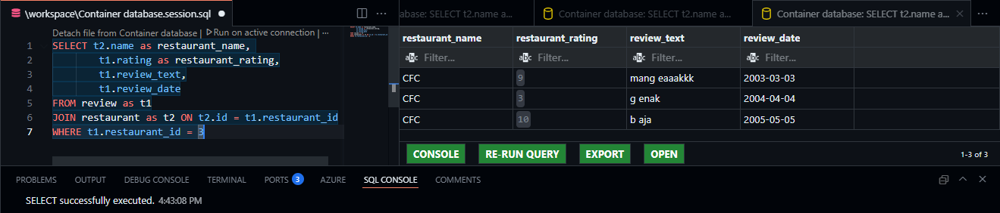 \workspace\Container database.session.sql
Detach file from Container database | Run on active connection | ···
1 SELECT t2.name as restaurant_name,
2 t1.rating as restaurant_rating,
3 t1.review_text,
4 t1.review_date
5 FROM review as t1
6 JOIN restaurant as t2 ON t2.id = t1.restaurant_id
7 WHERE t1.restaurant_id = 3
abase: SELECT t2.name a... Container database: SELECT t2.name a... Container database: SELECT t2.name a...
restaurant_name restaurant_rating review_text review_date
abc Filter... abc Filter... abc Filter... abc Filter...
CFC 9 mang eaaakkk 2003-03-03
CFC 3 g enak 2004-04-04
CFC 10 b aja 2005-05-05
CONSOLE RE-RUN QUERY EXPORT OPEN 1-3 of 3
PROBLEMS OUTPUT DEBUG CONSOLE TERMINAL PORTS 3 AZURE SQL CONSOLE COMMENTS
SELECT successfully executed. 4:43:08 PM